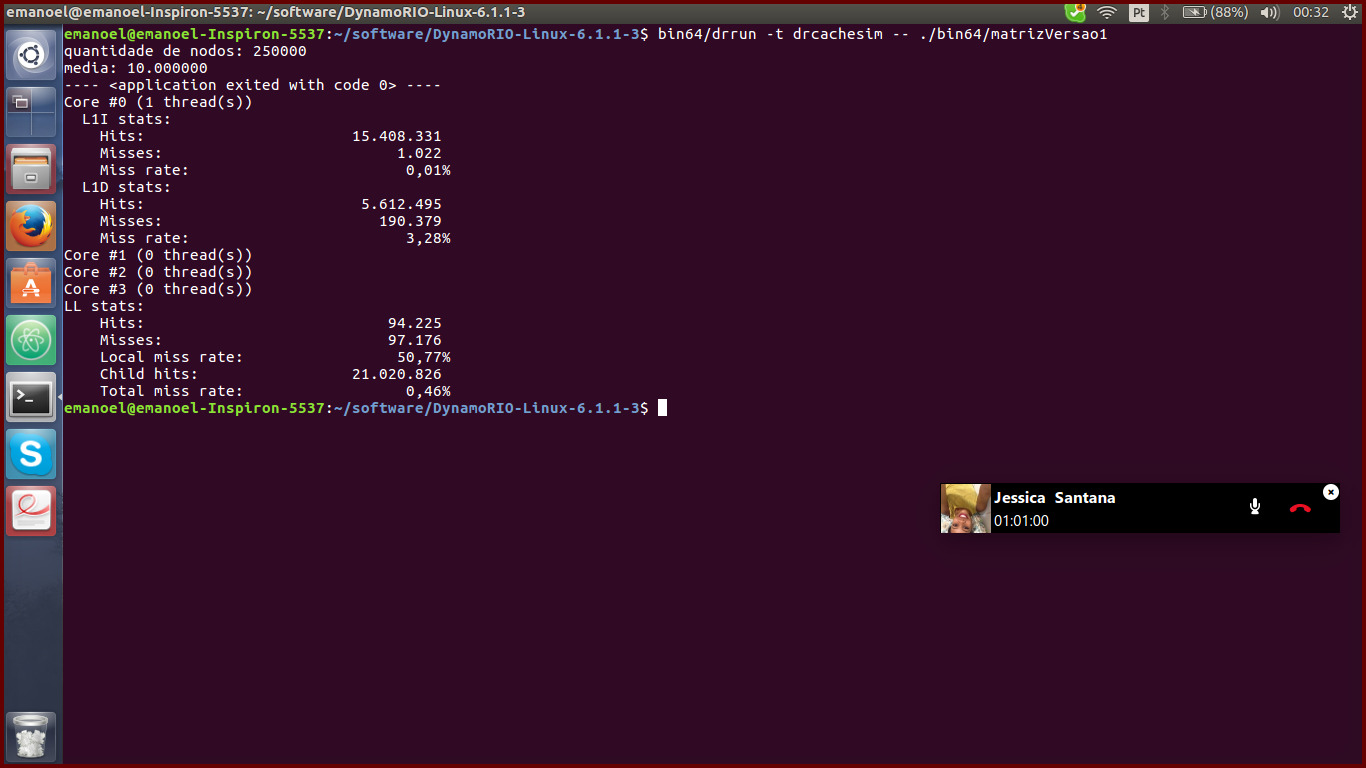 emanoel@emanoel-Inspiron-5537: ~/software/DynamoRIO-Linux-6.1.1-3
Pt
(88%)
00:32
emanoel@emanoel-Inspiron-5537:~/software/DynamoRIO-Linux-6.1.1-3$ bin64/drrun -t drcachesim -- ./bin64/matrizVersao1
quantidade de nodos: 250000
media: 10.000000
---- <application exited with code 0> ----
Core #0 (1 thread(s))
L1I stats:
Hits: 15.408.331
Misses: 1.022
Miss rate: 0,01%
L1D stats:
Hits: 5.612.495
Misses: 190.379
Miss rate: 3,28%
Core #1 (0 thread(s))
Core #2 (0 thread(s))
Core #3 (0 thread(s))
LL stats:
Hits: 94.225
Misses: 97.176
Local miss rate: 50,77%
Child hits: 21.020.826
Total miss rate: 0,46%
emanoel@emanoel-Inspiron-5537:~/software/DynamoRIO-Linux-6.1.1-3$
Jessica Santana
01:01:00